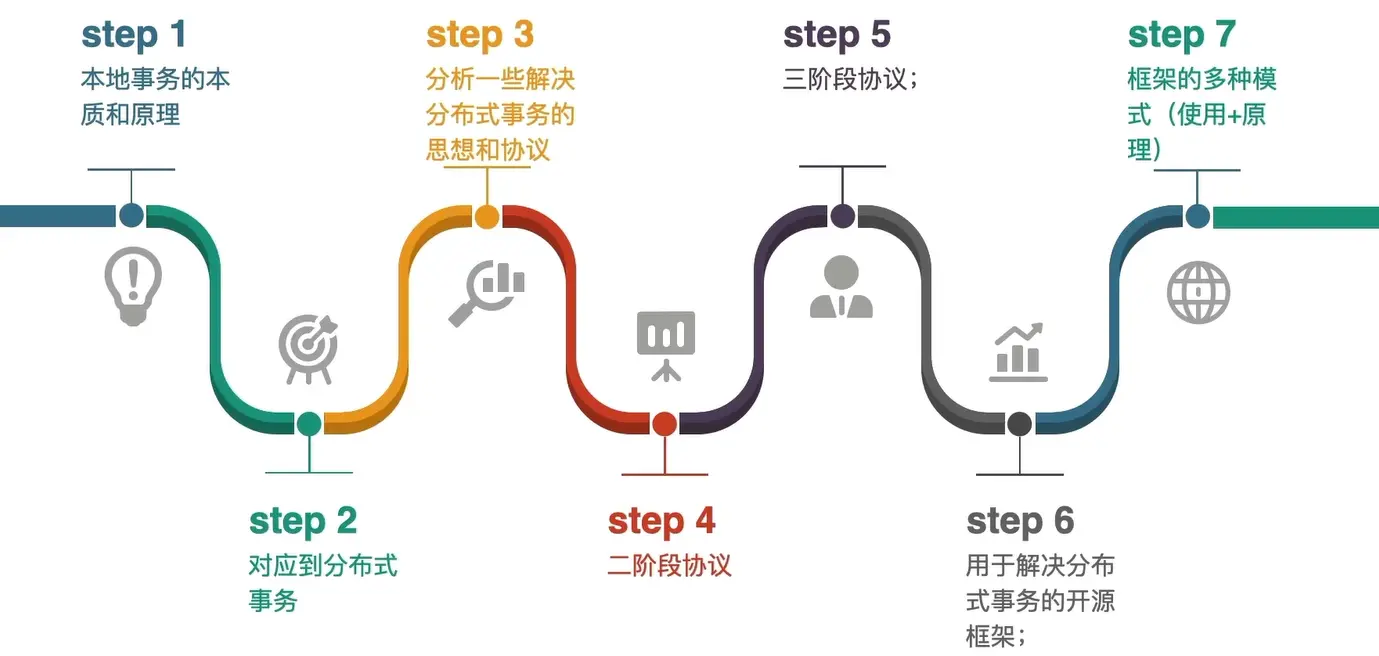 step 1
本地事务的本
质和原理
step 2
对应到分布式
事务
step 3
分析一些解决
分布式事务的
思想和协议
step 4
二阶段协议
step 5
三阶段协议；
step 6
用于解决分布
式事务的开源
框架；
step 7
框架的多种模
式（使用+原
理）